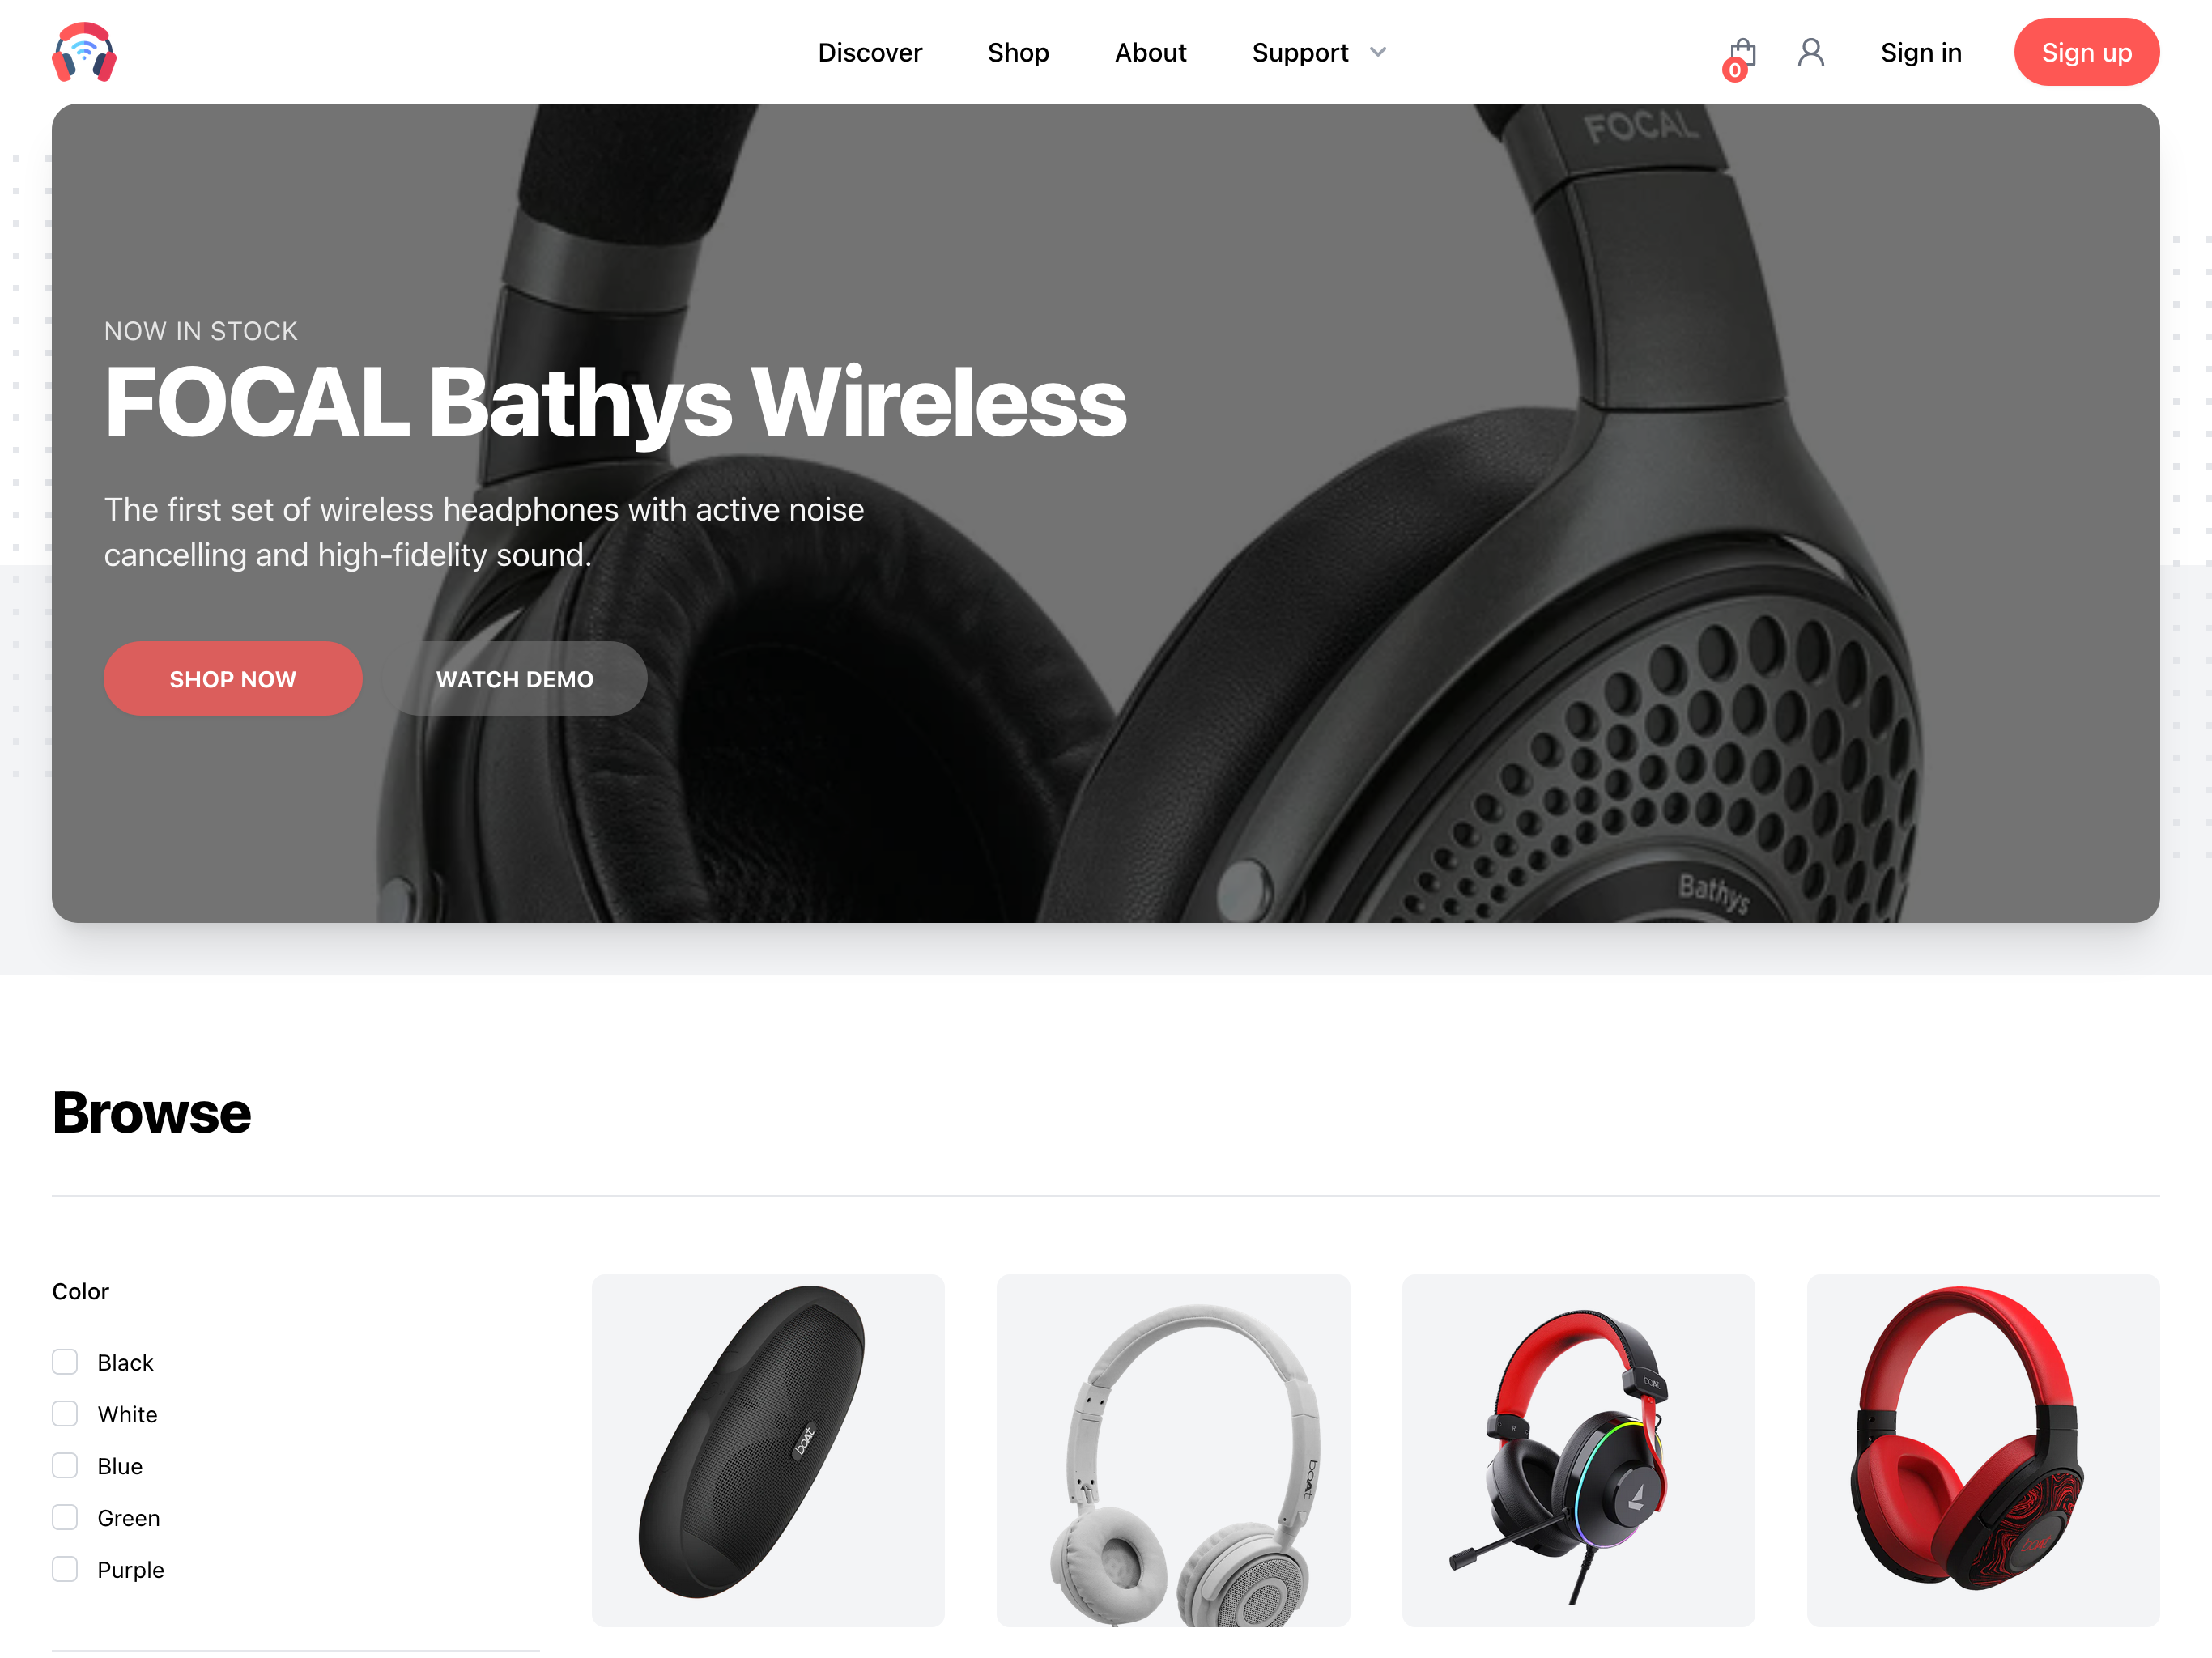 Discover Shop About Support
0
Sign in
Sign up
FOCAL
NOW IN STOCK
FOCAL Bathys Wireless
The first set of wireless headphones with active noise
cancelling and high-fidelity sound.
SHOP NOW
WATCH DEMO
Bathys
Browse
Color
Black
White
Blue
Green
Purple
boAt
boAt
boAt
R
boAt